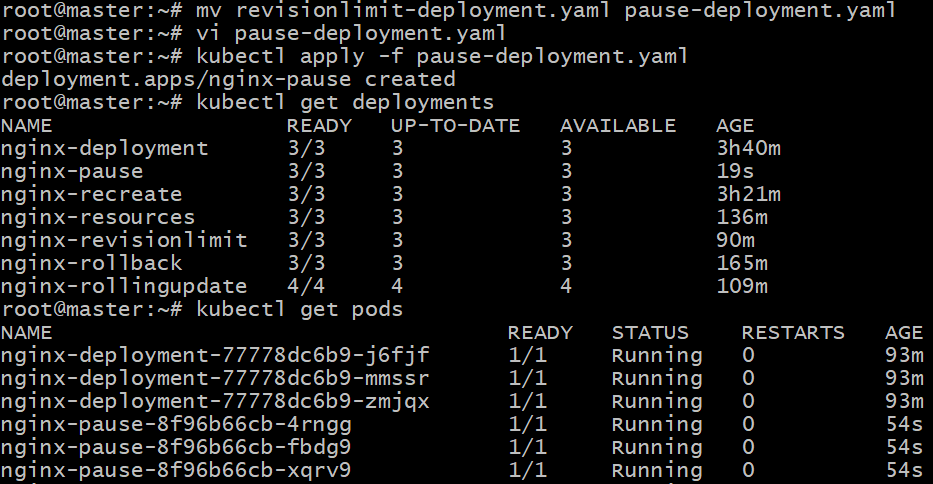 root@master:~# mv revisionlimit-deployment.yaml pause-deployment.yaml
root@master:~# vi pause-deployment.yaml
root@master:~# kubectl apply -f pause-deployment.yaml
deployment.apps/nginx-pause created
root@master:~# kubectl get deployments
NAME                    READY   UP-TO-DATE   AVAILABLE   AGE
nginx-deployment        3/3     3            3           3h40m
nginx-pause             3/3     3            3           19s
nginx-recreate          3/3     3            3           3h21m
nginx-resources         3/3     3            3           136m
nginx-revisionlimit     3/3     3            3           90m
nginx-rollback          3/3     3            3           165m
nginx-rollingupdate     4/4     4            4           109m
root@master:~# kubectl get pods
NAME                                    READY   STATUS    RESTARTS   AGE
nginx-deployment-77778dc6b9-j6fjf       1/1     Running   0          93m
nginx-deployment-77778dc6b9-mmssr       1/1     Running   0          93m
nginx-deployment-77778dc6b9-zmjqx       1/1     Running   0          93m
nginx-pause-8f96b66cb-4rngg             1/1     Running   0          54s
nginx-pause-8f96b66cb-fbdg9             1/1     Running   0          54s
nginx-pause-8f96b66cb-xqrv9             1/1     Running   0          54s